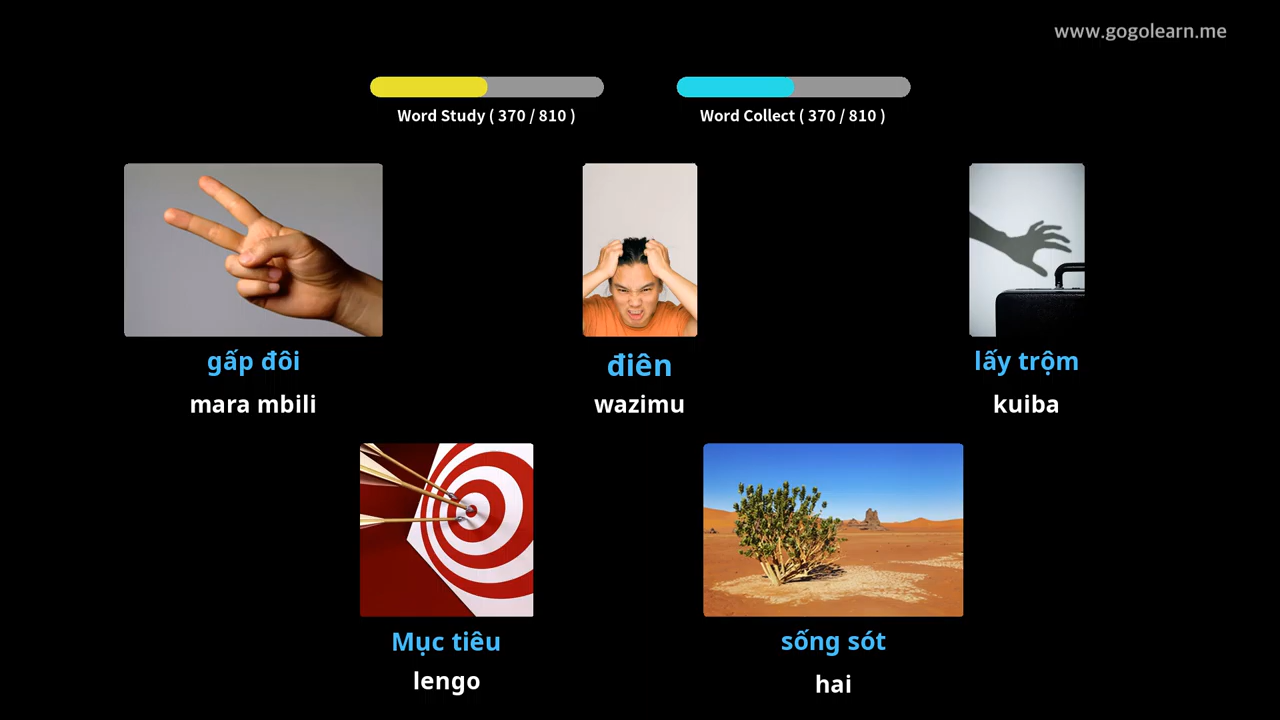 www.gogolearn.me
Word Study ( 370 / 810 )
Word Collect ( 370 / 810 )
gấp đôi
mara mbili
điên
wazimu
lấy trộm
kuiba
Mục tiêu
lengo
sống sót
hai